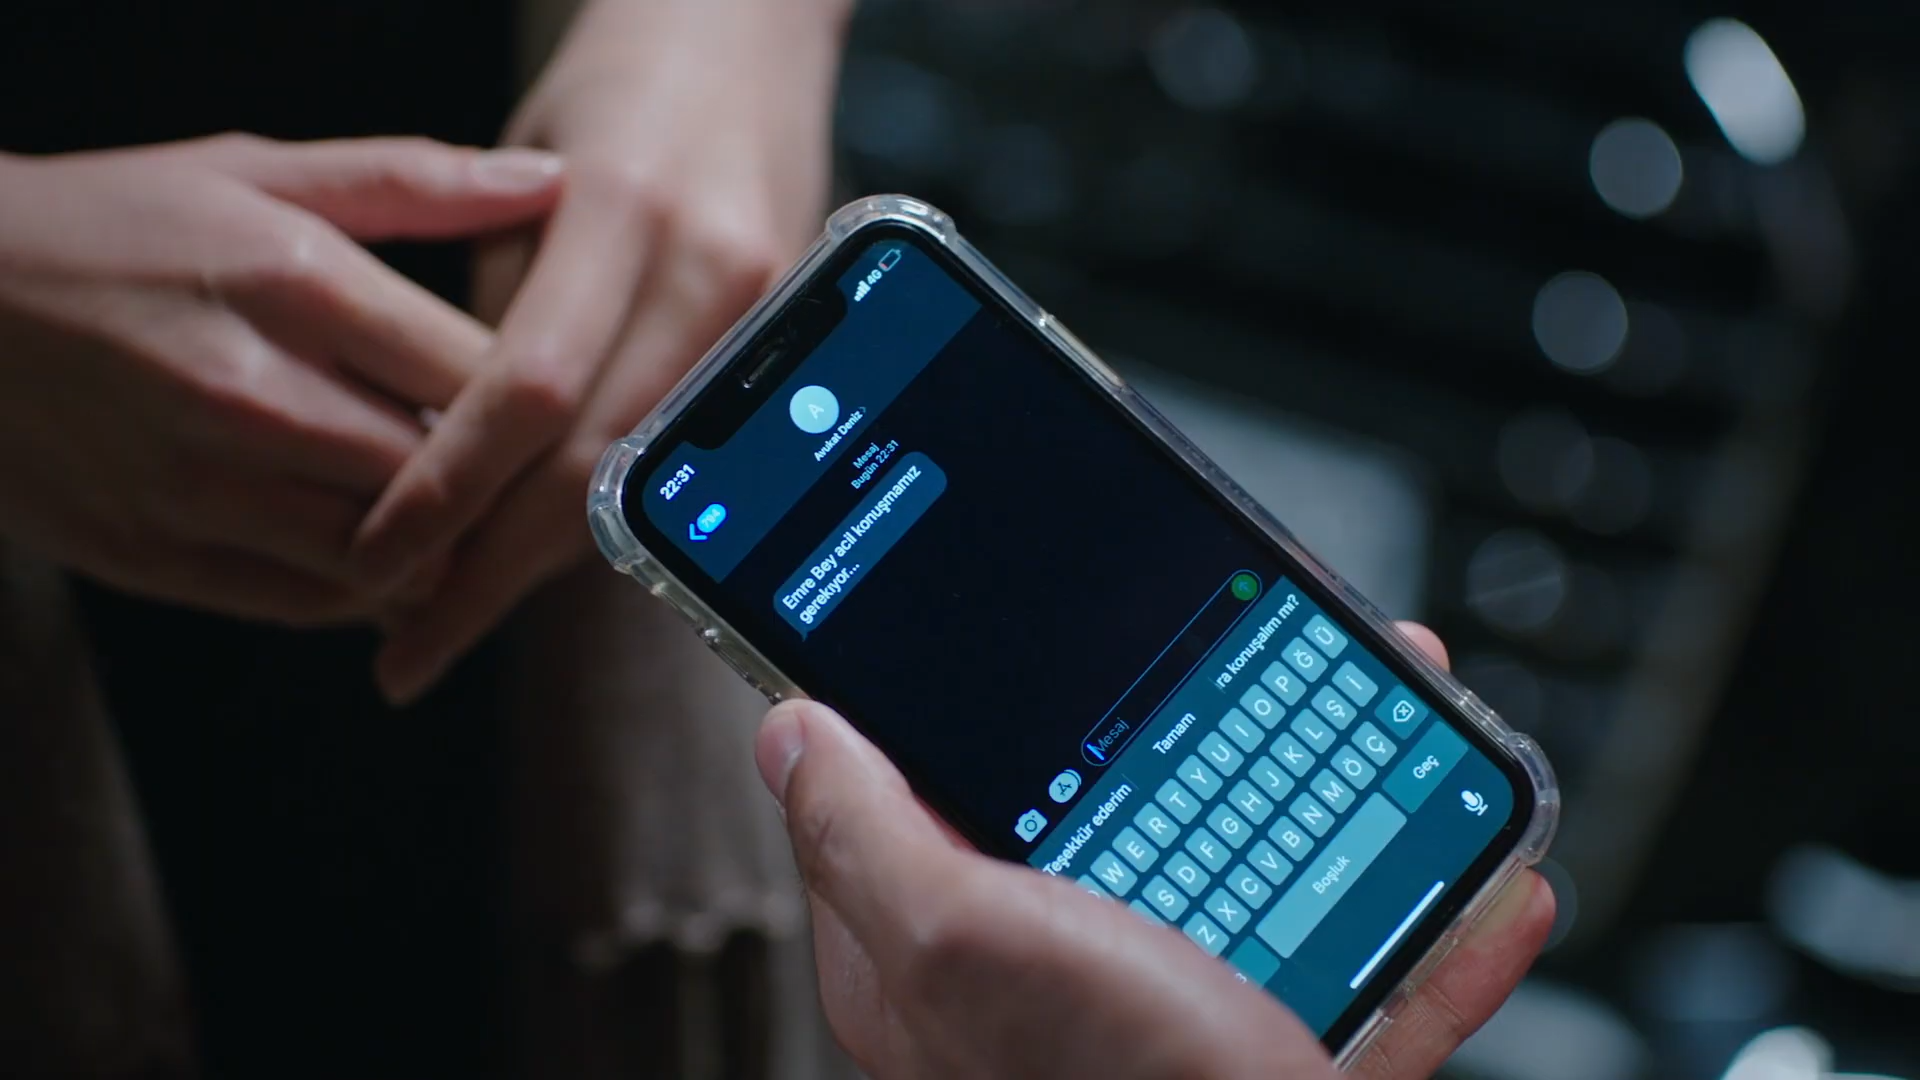 22:31
4G
794
A
Avukat Deniz
Mesaj
Bugün 22:31
Emre Bey acil konuşmamız
gerekiyor...
Mesaj
Teşekkür ederim
Tamam
ra konuşalım mı?
W E R T Y U I O P Ğ Ü
S D F G H J K L Ş İ
Z X C V B N M Ö Ç
Boşluk
Geç